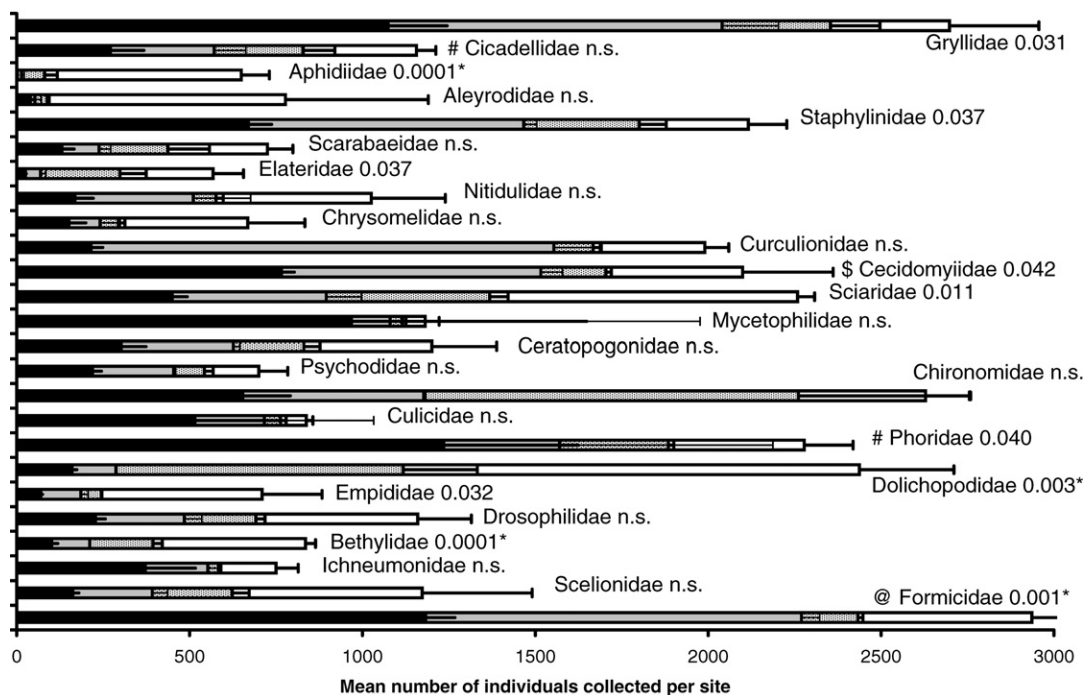 Gryllidae 0.031
# Cicadellidae n.s.
Aphidiidae 0.0001*
Aleyrodidae n.s.
Staphylinidae 0.037
Scarabaeidae n.s.
Elateridae 0.037
Nitidulidae n.s.
Chrysomelidae n.s.
Curculionidae n.s.
$ Cecidomyiidae 0.042
Sciaridae 0.011
Mycetophilidae n.s.
Ceratopogonidae n.s.
Psychodidae n.s.
Chironomidae n.s.
Culicidae n.s.
# Phoridae 0.040
Dolichopodidae 0.003*
Empididae 0.032
Drosophilidae n.s.
Bethylidae 0.0001*
Ichneumonidae n.s.
Scelionidae n.s.
@ Formicidae 0.001*
0 500 1000 1500 2000 2500 3000
Mean number of individuals collected per site